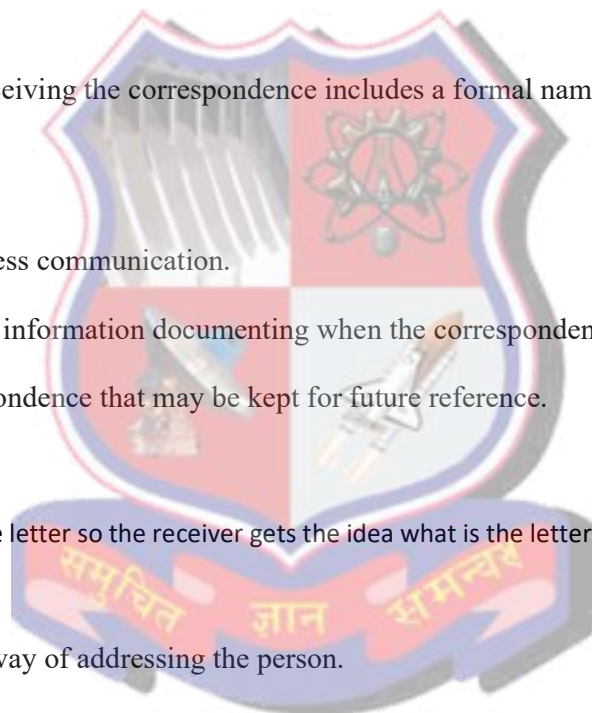 eiving the correspondence includes a formal nam
ess communication.
information documenting when the corresponden
ondence that may be kept for future reference.
e letter so the receiver gets the idea what is the letter
समुचित ज्ञान समन्वय
way of addressing the person.